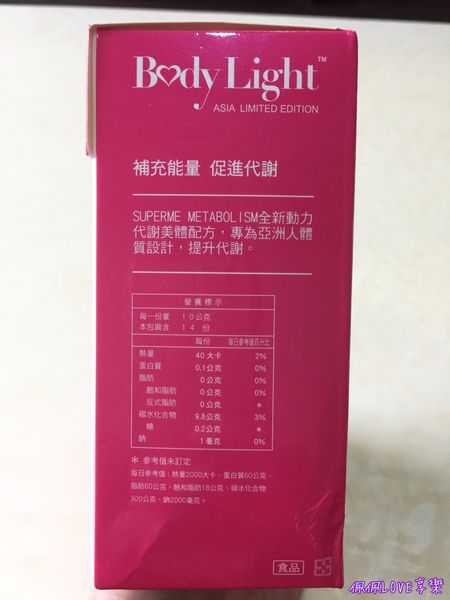 Body Light™
ASIA LIMITED EDITION
補充能量 促進代謝
SUPERME METABOLISM全新動力
代謝美體配方，專為亞洲人體
質設計，提升代謝。
營養標示
每一份量 10公克
本包裝含 14 份
每份 每日參考值百分比
熱量 40大卡 2%
蛋白質 0.1公克 0%
脂肪 0公克 0%
飽和脂肪 0公克 0%
反式脂肪 0公克 *
碳水化合物 9.8公克 3%
糖 0.2公克 *
鈉 1毫克 0%
* 參考值未訂定
每日參考值：熱量2000大卡、蛋白質60公克、
脂肪60公克、飽和脂肪18公克、碳水化合物
300公克、鈉2000毫克。
食品
佩佩LOVE享樂